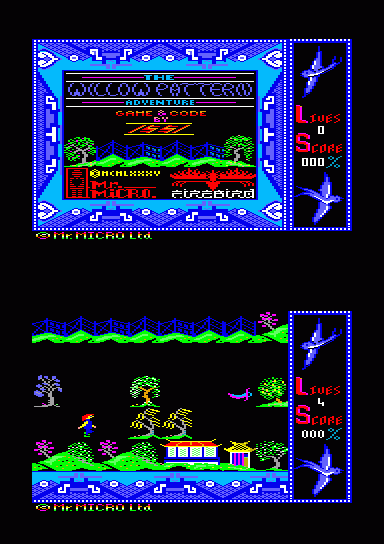 THE
WILLOW PATTERN
ADVENTURE
GAME & CODE
BY
Lives
0
Score
000%
©MCMLXXXV
Mr.
Micro.
FIREBIRD
© Mr.MICRO Ltd
Lives
4
Score
000%
© Mr.MICRO Ltd